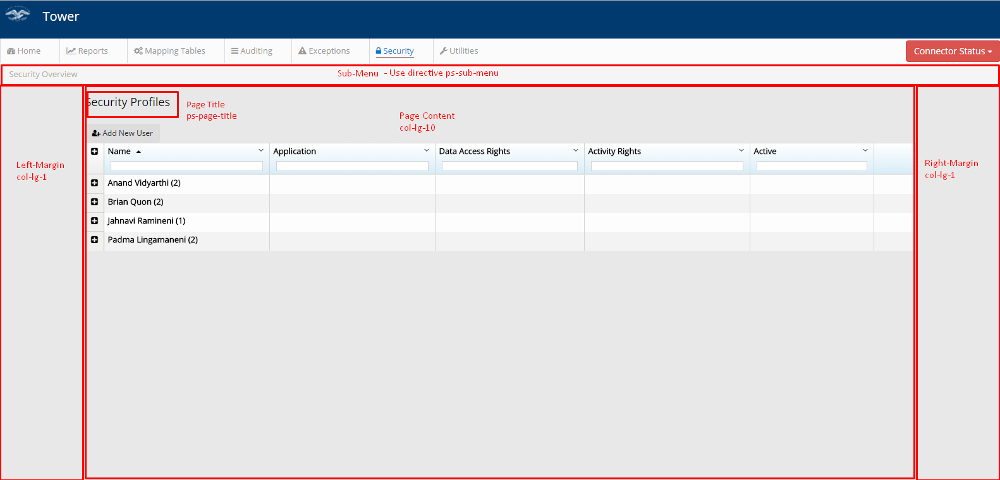 Tower
Home Reports Mapping Tables Auditing Exceptions Security Utilities Connector Status
Security Overview
Sub-Menu - Use directive ps-sub-menu
Security Profiles
Page Title
ps-page-title
Page Content
col-lg-10
Add New User
Name Application Data Access Rights Activity Rights Active
Left-Margin
col-lg-1
Right-Margin
col-lg-1
Anand Vidyarthi (2)
Brian Quon (2)
Jahnavi Ramineni (1)
Padma Lingamaneni (2)